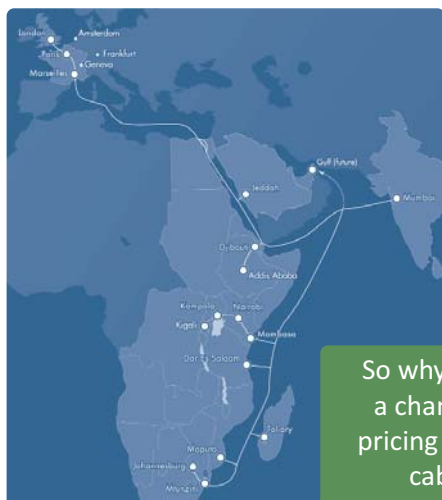 London
Amsterdam
Paris
Frankfurt
Geneva
Marseilles
Gulf (future)
Jeddah
Mumbai
Djibouti
Addis Ababa
Kampala
Nairobi
Kigali
Mombasa
Dar Es Salaam
Toliary
Maputo
Johannesburg
Mtunzini
So why
a chan
pricing
cab